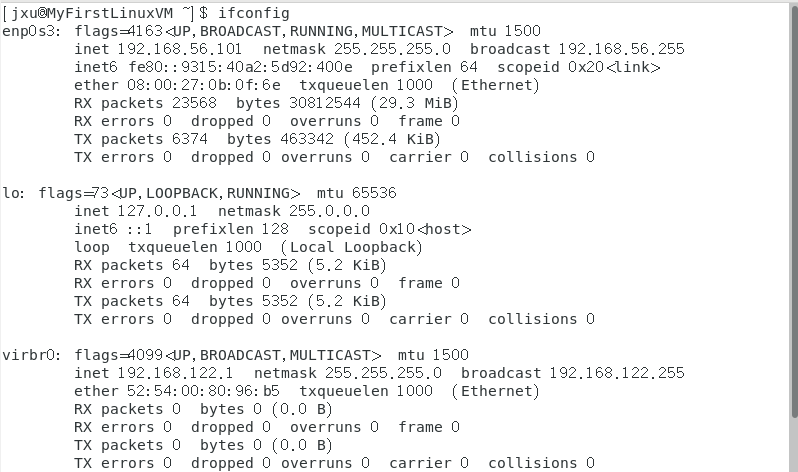 [jxu@MyFirstLinuxVM ~]$ ifconfig
enp0s3: flags=4163<UP,BROADCAST,RUNNING,MULTICAST>  mtu 1500
        inet 192.168.56.101  netmask 255.255.255.0  broadcast 192.168.56.255
        inet6 fe80::9315:40a2:5d92:400e  prefixlen 64  scopeid 0x20<link>
        ether 08:00:27:0b:0f:6e  txqueuelen 1000  (Ethernet)
        RX packets 23568  bytes 30812544 (29.3 MiB)
        RX errors 0  dropped 0  overruns 0  frame 0
        TX packets 6374  bytes 463342 (452.4 KiB)
        TX errors 0  dropped 0 overruns 0  carrier 0  collisions 0

lo: flags=73<UP,LOOPBACK,RUNNING>  mtu 65536
        inet 127.0.0.1  netmask 255.0.0.0
        inet6 ::1  prefixlen 128  scopeid 0x10<host>
        loop  txqueuelen 1000  (Local Loopback)
        RX packets 64  bytes 5352 (5.2 KiB)
        RX errors 0  dropped 0  overruns 0  frame 0
        TX packets 64  bytes 5352 (5.2 KiB)
        TX errors 0  dropped 0 overruns 0  carrier 0  collisions 0

virbr0: flags=4099<UP,BROADCAST,MULTICAST>  mtu 1500
        inet 192.168.122.1  netmask 255.255.255.0  broadcast 192.168.122.255
        ether 52:54:00:80:96:b5  txqueuelen 1000  (Ethernet)
        RX packets 0  bytes 0 (0.0 B)
        RX errors 0  dropped 0  overruns 0  frame 0
        TX packets 0  bytes 0 (0.0 B)
        TX errors 0  dropped 0 overruns 0  carrier 0  collisions 0